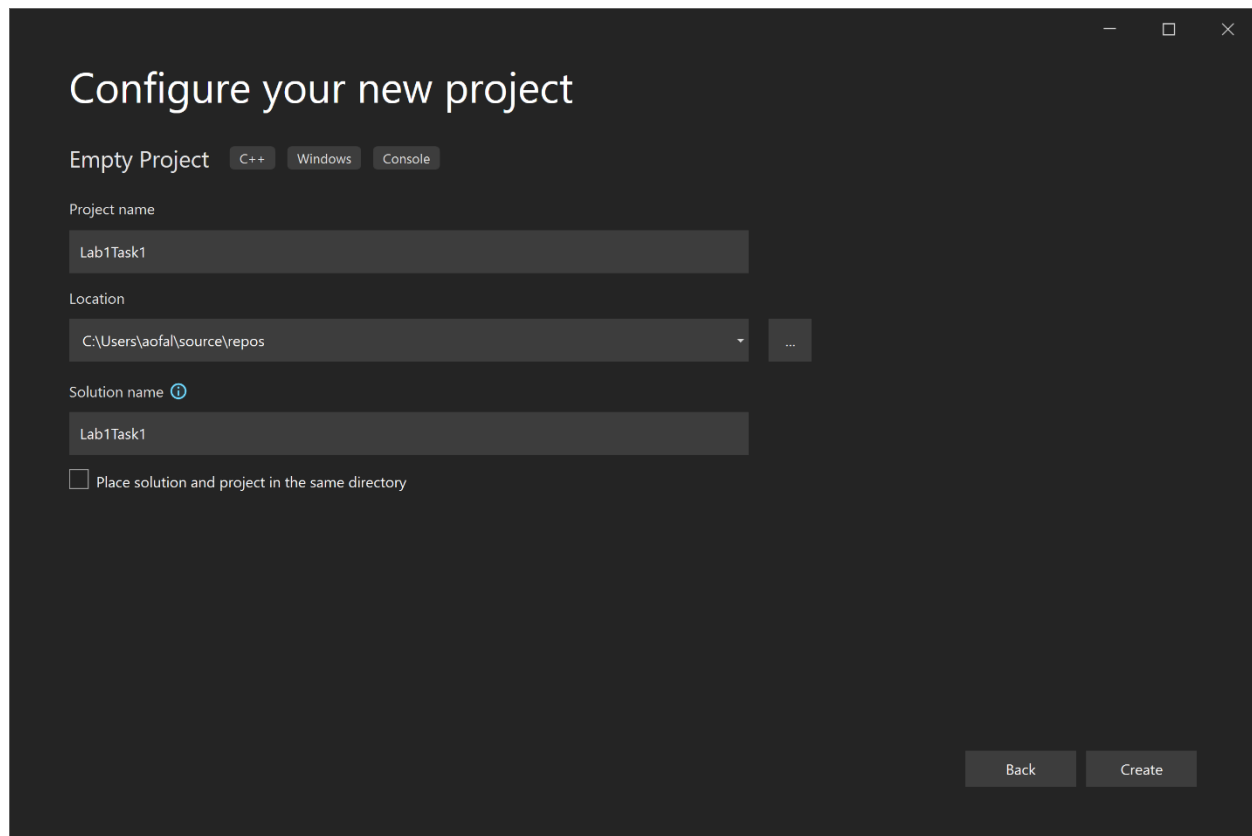 Configure your new project
Empty Project C++ Windows Console
Project name
Lab1Task1
Location
C:\Users\aofal\source\repos ...
Solution name
Lab1Task1
Place solution and project in the same directory
Back Create